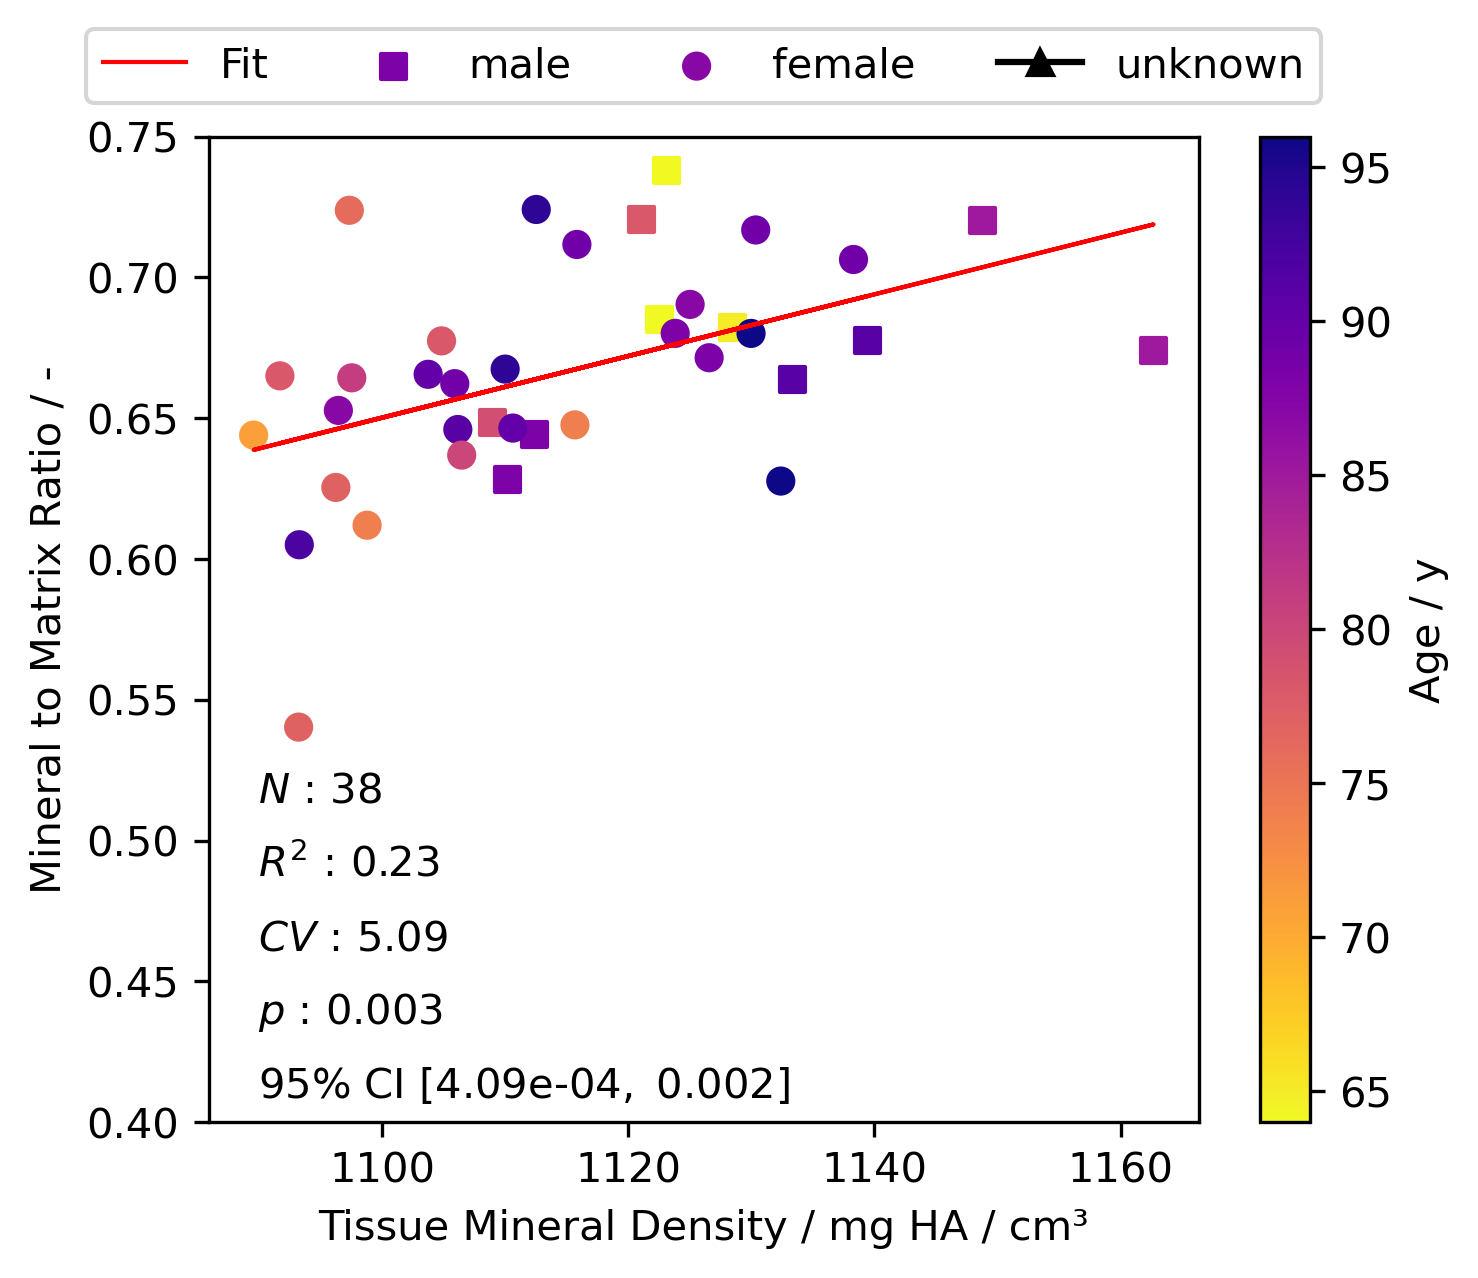 Fit male female unknown
0.75
0.70
0.65
0.60
0.55
0.50
0.45
0.40
Mineral to Matrix Ratio / -
N : 38
R² : 0.23
CV : 5.09
p : 0.003
95% CI [4.09e-04, 0.002]
1100 1120 1140 1160
Tissue Mineral Density / mg HA / cm³
95
90
85
80
75
70
65
Age / y